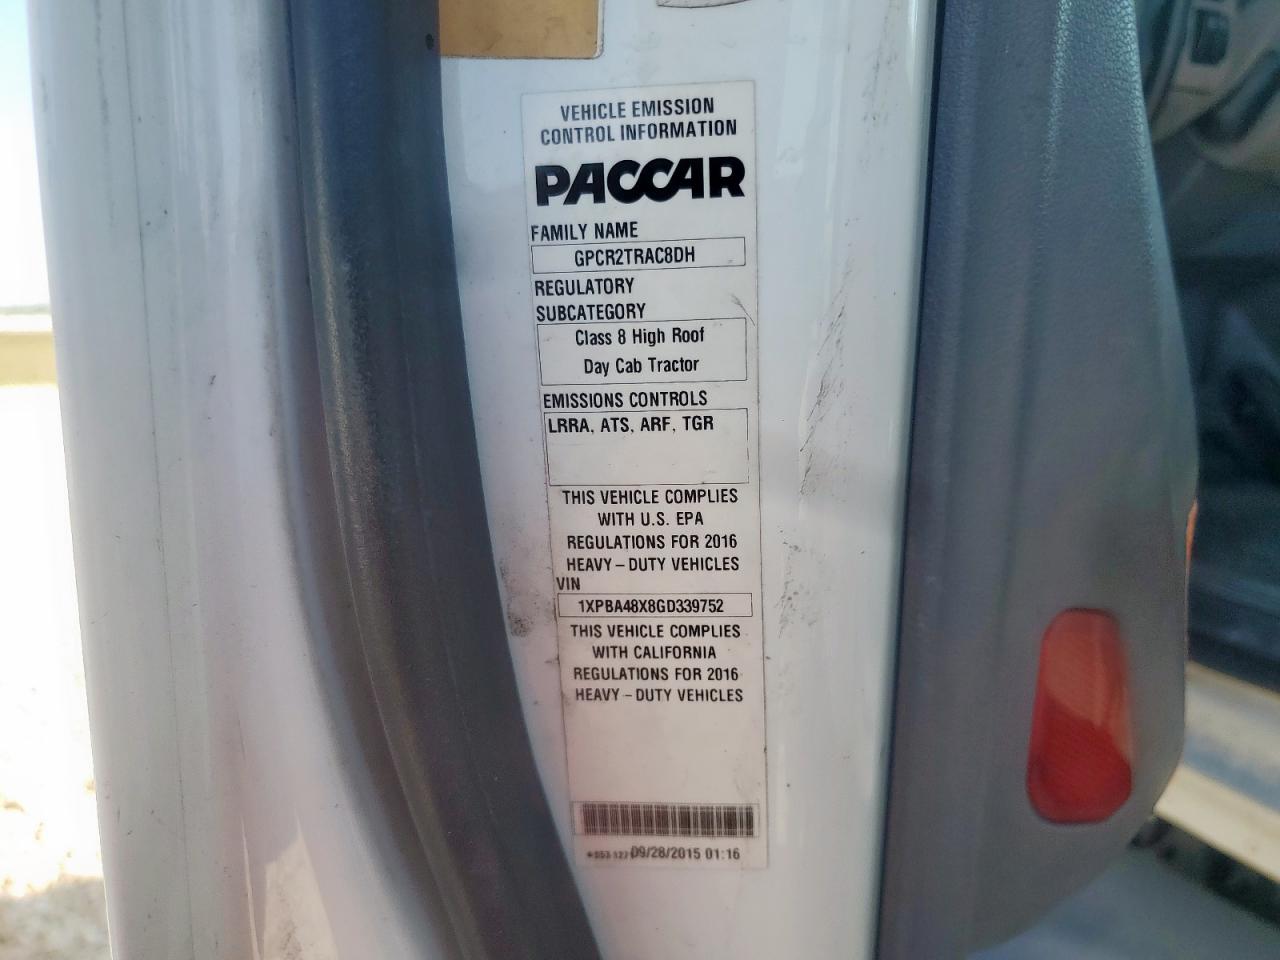 VEHICLE EMISSION
CONTROL INFORMATION
PACCAR
FAMILY NAME
GPCR2TRAC8DH
REGULATORY
SUBCATEGORY
Class 8 High Roof
Day Cab Tractor
EMISSIONS CONTROLS
LRRA, ATS, ARF, TGR
THIS VEHICLE COMPLIES
WITH U.S. EPA
REGULATIONS FOR 2016
HEAVY – DUTY VEHICLES
VIN
1XPBA48X8GD339752
THIS VEHICLE COMPLIES
WITH CALIFORNIA
REGULATIONS FOR 2016
HEAVY – DUTY VEHICLES
09/28/2015 01:16